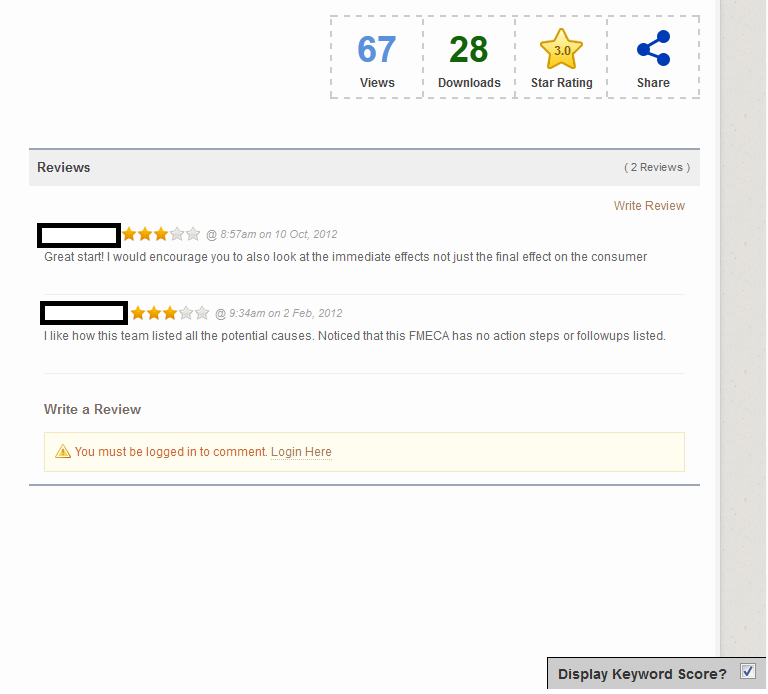 67 28 3.0
Views Downloads Star Rating Share
Reviews ( 2 Reviews )
Write Review
@ 8:57am on 10 Oct, 2012
Great start! I would encourage you to also look at the immediate effects not just the final effect on the consumer
@ 9:34am on 2 Feb, 2012
I like how this team listed all the potential causes. Noticed that this FMECA has no action steps or followups listed.
Write a Review
You must be logged in to comment. Login Here
Display Keyword Score?